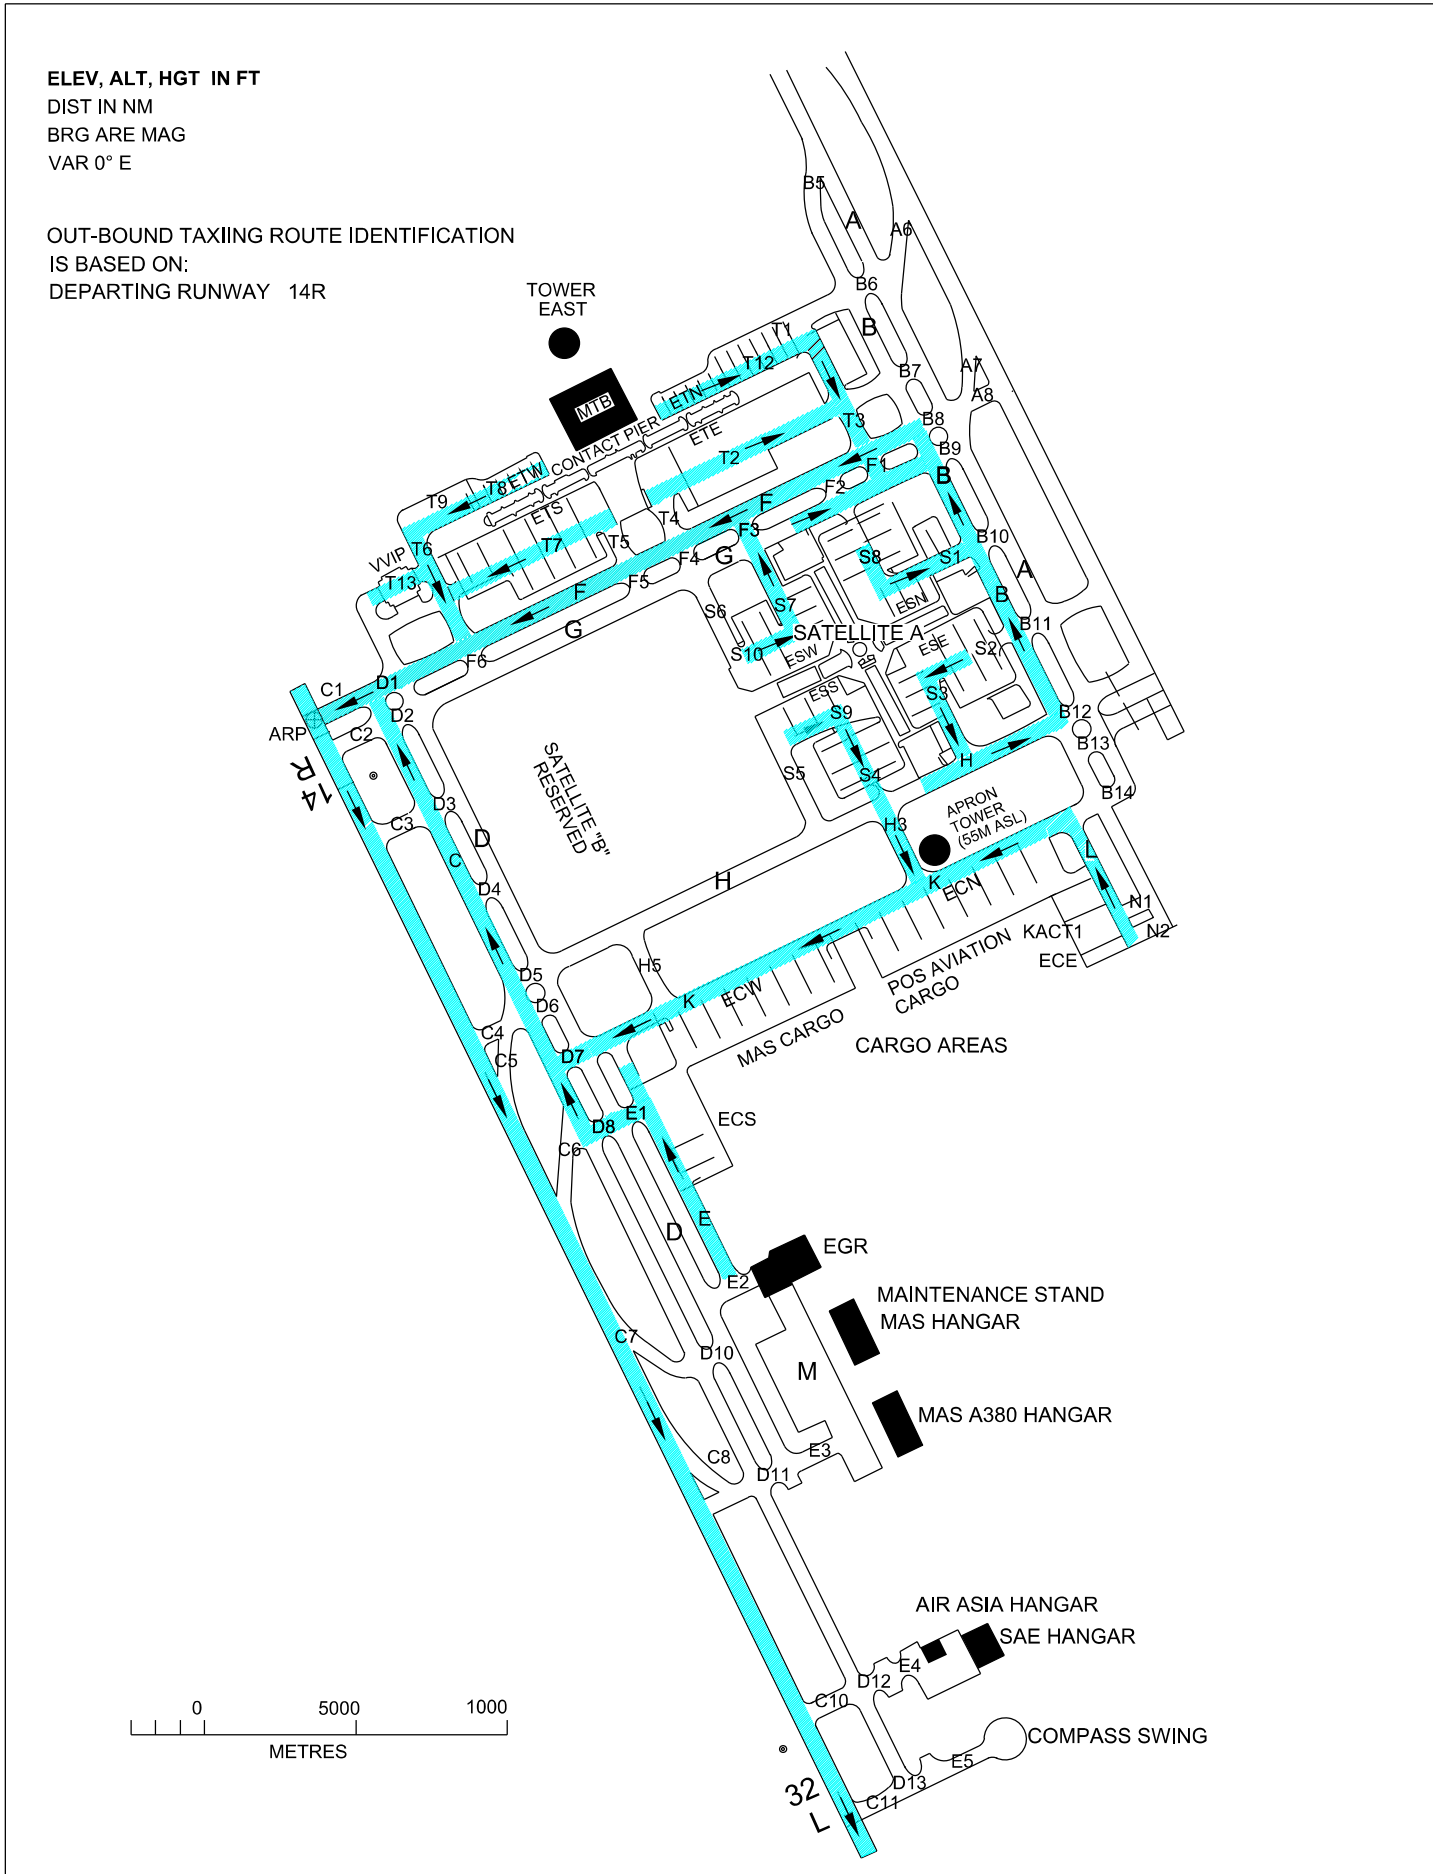 ELEV, ALT, HGT IN FT
DIST IN NM
BRG ARE MAG
VAR 0° E
OUT-BOUND TAXIING ROUTE IDENTIFICATION
IS BASED ON:
DEPARTING RUNWAY 14R
TOWER
EAST
MTB
B5
A
A6
B6
B
T1
T12
B7
A7
A8
ETN
CONTACT PIER
ETE
T3
B8
B9
T2
F1
F2
B
ETW
T8
T9
ETS
F
T4
F3
T6
T7
T5
F4
G
S8
S1
B10
A
VVIP
T13
F5
F
G
S6
S7
ESN
B
B11
SATELLITE A
S10
ESW
ESE
S2
F6
C1
D1
ESS
S3
S9
B12
ARP
C2
D2
14
R
SATELLITE "B"
RESERVED
S5
S4
H
B13
B14
D3
C3
D
C
H3
APRON
TOWER
(55M ASL)
H
K
ECN
L
D4
N1
N2
KACT1
ECE
D5
H5
D6
K
ECW
POS AVIATION
CARGO
MAS CARGO
CARGO AREAS
C4
C5
D7
E1
D8
ECS
C6
E
D
E2
EGR
MAINTENANCE STAND
MAS HANGAR
C7
D10
M
MAS A380 HANGAR
C8
E3
D11
AIR ASIA HANGAR
SAE HANGAR
E4
D12
C10
COMPASS SWING
E5
D13
C11
32
L
0 5000 1000
METRES